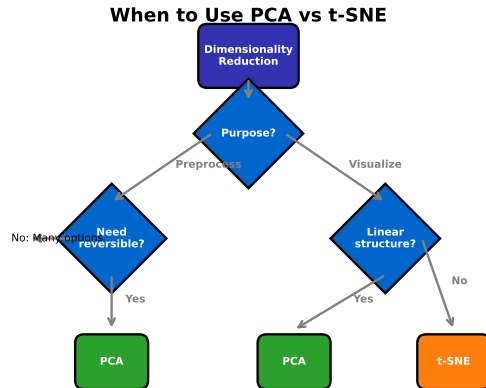 When to Use PCA vs t-SNE
Dimensionality
Reduction
Purpose?
Preprocess
Visualize
Need
reversible?
No: Many options
Linear
structure?
Yes
Yes
No
PCA
PCA
t-SNE